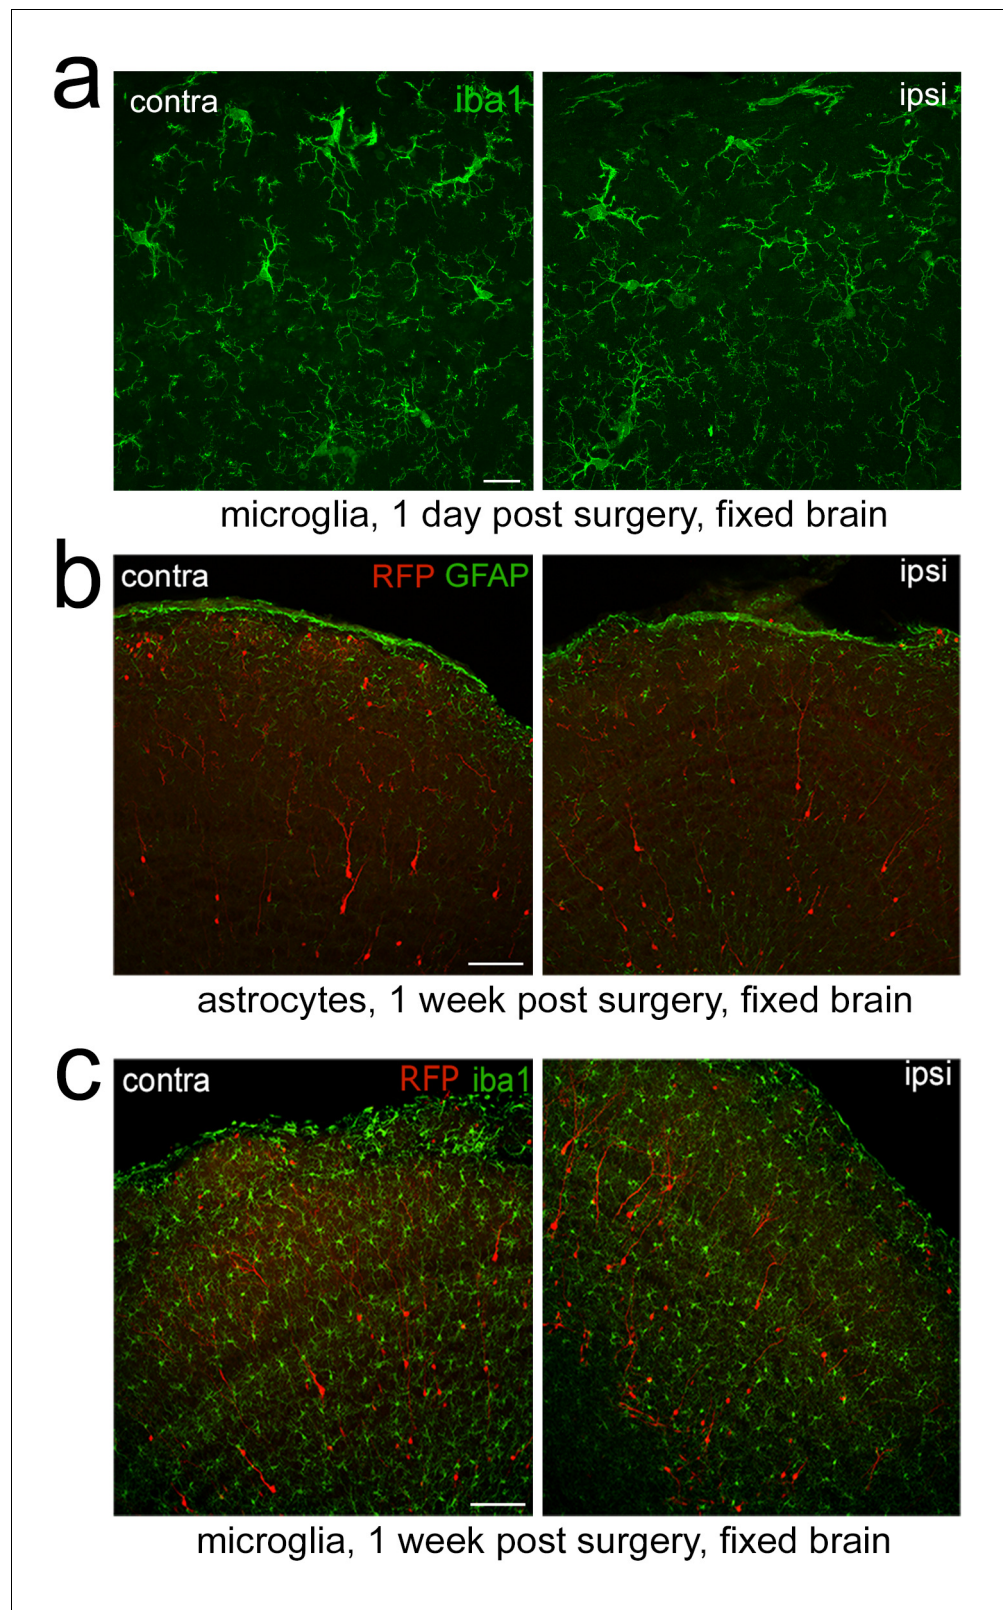 a
contra iba1 ipsi
microglia, 1 day post surgery, fixed brain
b
contra RFP GFAP ipsi
astrocytes, 1 week post surgery, fixed brain
c
contra RFP iba1 ipsi
microglia, 1 week post surgery, fixed brain